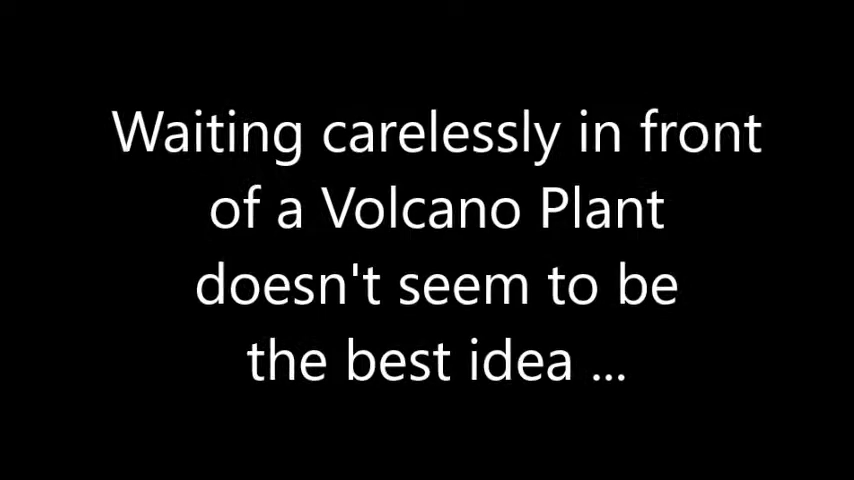 Waiting carelessly in front
of a Volcano Plant
doesn't seem to be
the best idea ...